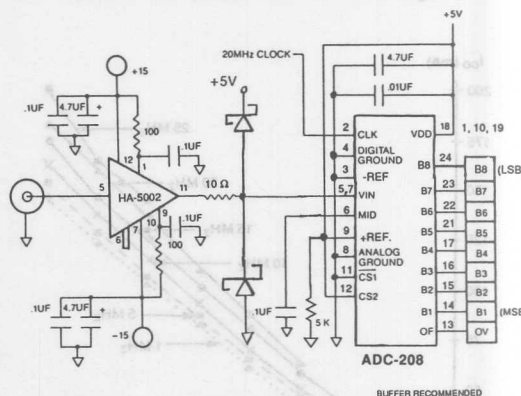 +5V
20MHz CLOCK
4.7UF
.01UF
+15
.1UF 4.7UF +
100
.1UF
12 1
5
HA-5002
11
10 Ω
+5V
6 7 10 9
.1UF
100
.1UF 4.7UF +
-15
.1UF
5 K
2 CLK
4 DIGITAL GROUND
3 -REF
5,7 VIN
6 MID
9 +REF.
8 ANALOG GROUND
11 CS1
12 CS2
VDD 18 1, 10, 19
B8 24 B8 (LSB
B7 23 B7
B6 22 B6
B5 21 B5
B4 17 B4
B3 16 B3
B2 15 B2
B1 14 B1 (MSB
OF 13 OV
ADC-208
BUFFER RECOMMENDED